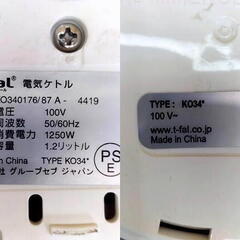 al 電気ケトル
KO340176/87 A - 4419
電圧: 100V
周波数: 50/60Hz
消費電力: 1250W
容量: 1.2リットル
in China TYPE KO34*
社 グループセブ ジャパン
PS
E
TYPE : KO34*
100 V~
www.t-fal.co.jp
Made in China